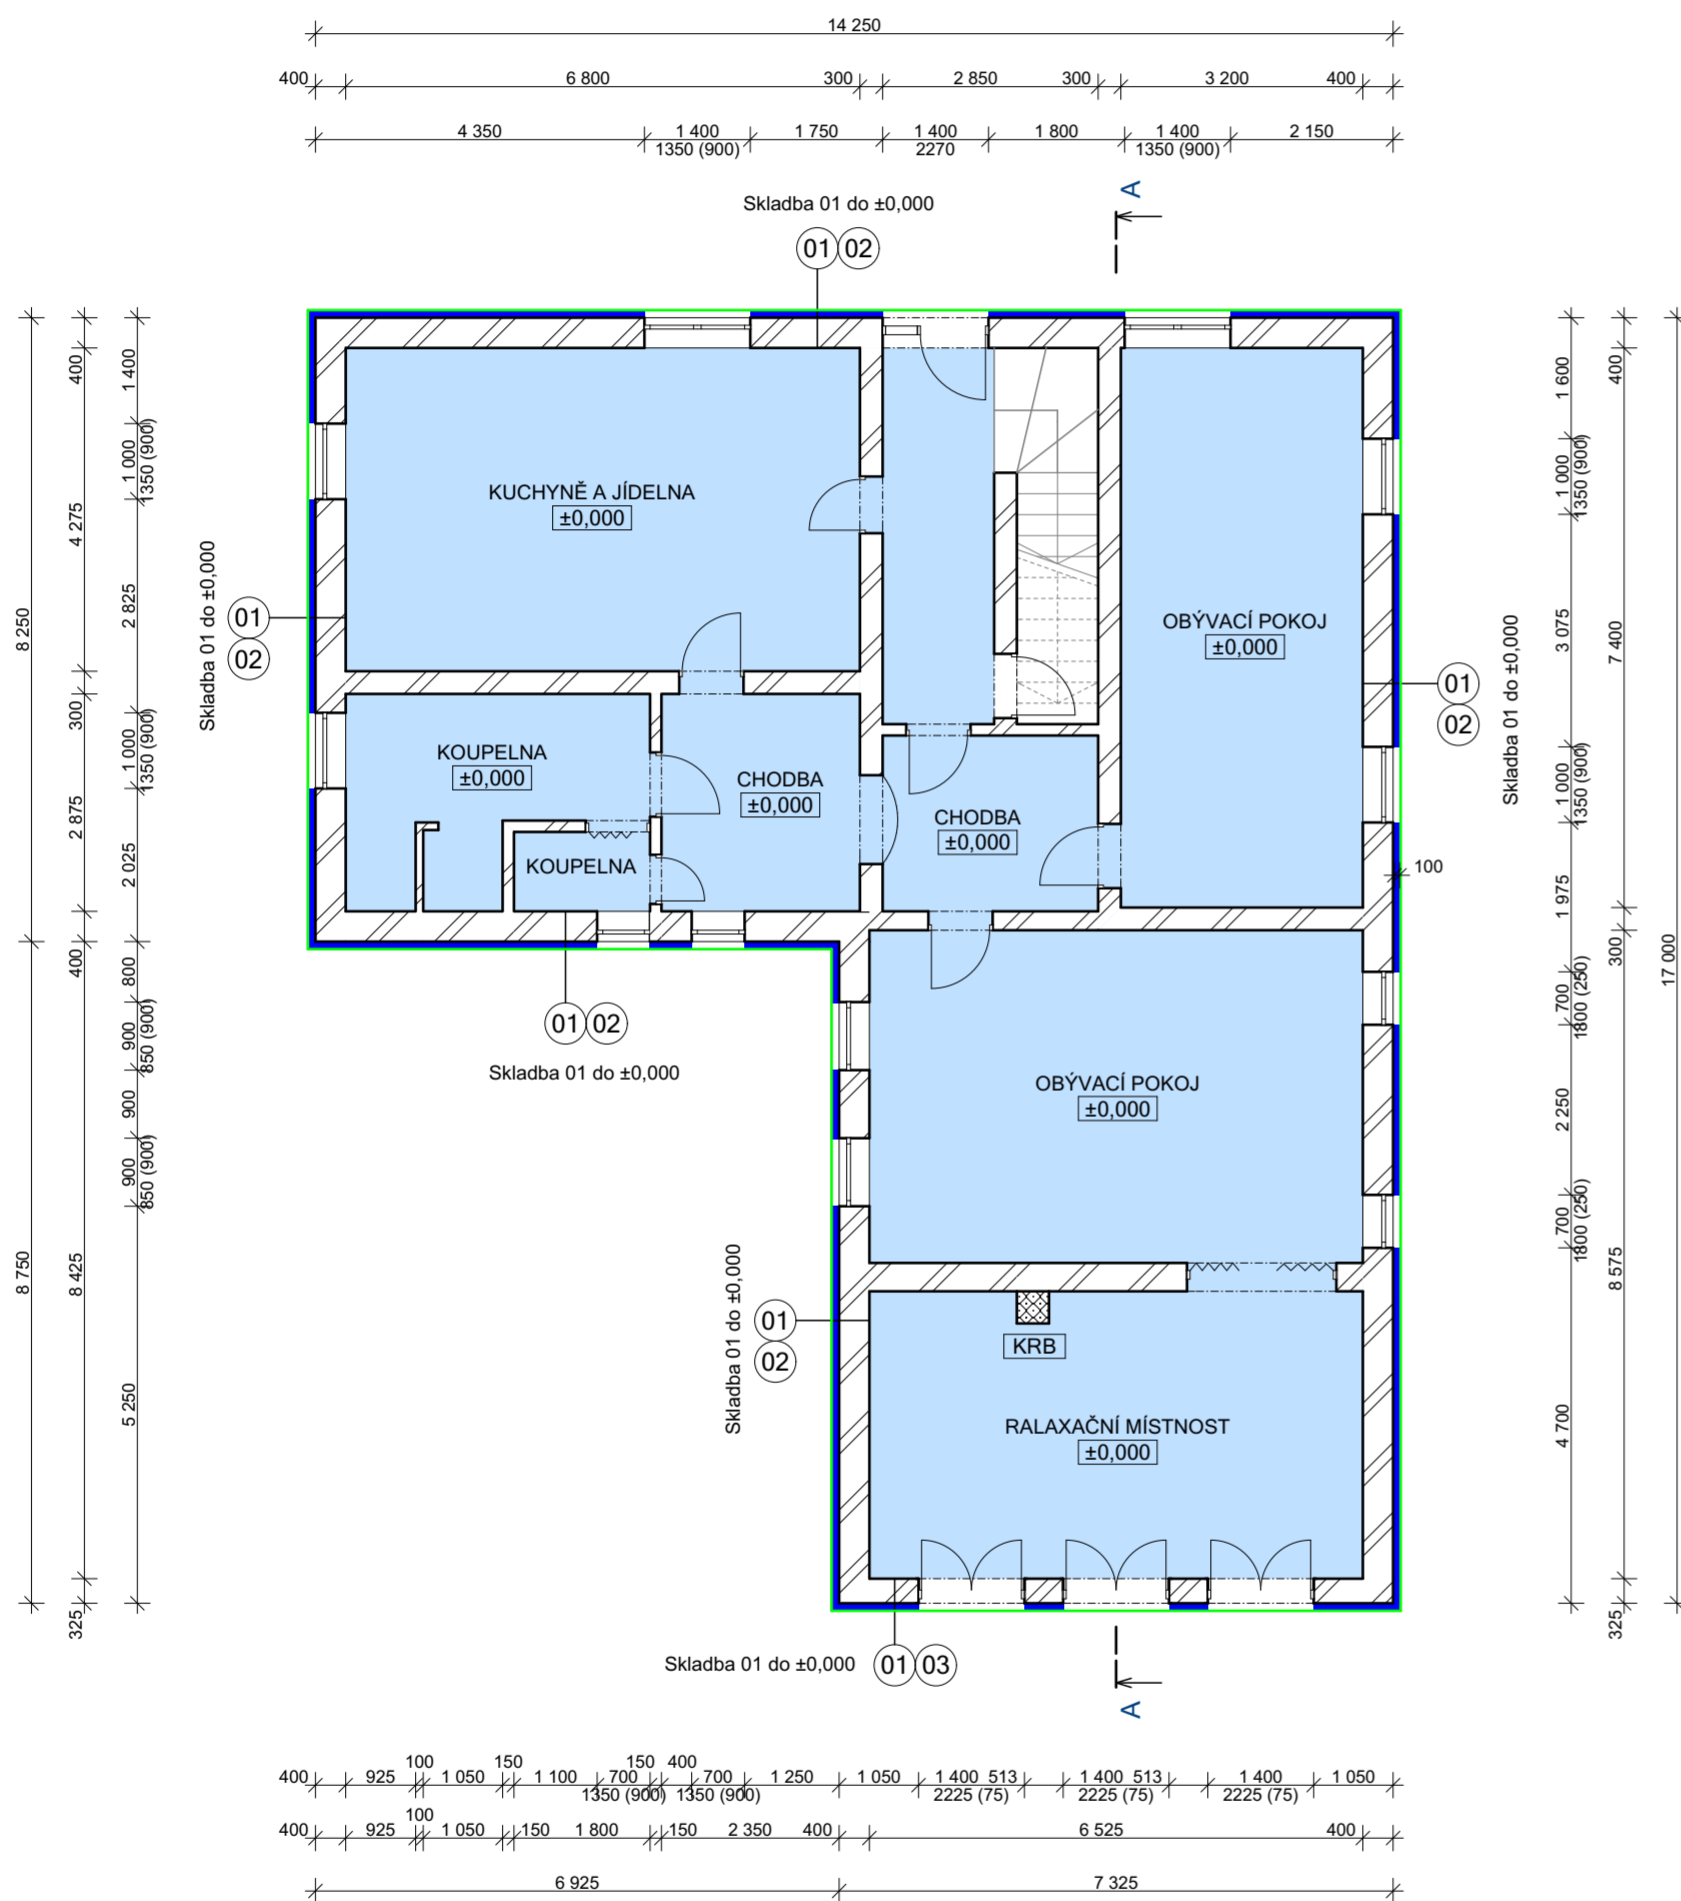 14 250
400 6 800 300 2 850 300 3 200 400
4 350 1 400 1 750 1 400 1 800 1 400 2 150
1350 (900) 2270 1350 (900)
A
Skladba 01 do ±0,000
01 02
400
1 400
1 000
1350 (900)
4 275
2 825
8 250
300
1 000
1350 (900)
2 875
2 025
400
800
900
850 (900)
900
900
850 (900)
8 750
8 425
5 250
325
Skladba 01 do ±0,000
01
02
KUCHYNĚ A JÍDELNA
±0,000
OBÝVACÍ POKOJ
±0,000
KOUPELNA
±0,000
CHODBA
±0,000
CHODBA
±0,000
KOUPELNA
01
02
Skladba 01 do ±0,000
1 600
400
1 000
1350 (900)
3 075
7 400
1 000
1350 (900)
100
1 975
300
17 000
700
1800 (250)
2 250
700
1800 (250)
8 575
4 700
325
01 02
Skladba 01 do ±0,000
OBÝVACÍ POKOJ
±0,000
Skladba 01 do ±0,000
01
02
KRB
RALAXAČNÍ MÍSTNOST
±0,000
Skladba 01 do ±0,000 01 03
A
100 150 150 400
400 925 1 050 1 100 700 700 1 250 1 050 1 400 513 1 400 513 1 400 1 050
1350 (900) 1350 (900) 2225 (75) 2225 (75) 2225 (75)
100
400 925 1 050 150 1 800 150 2 350 400 6 525 400
6 925 7 325